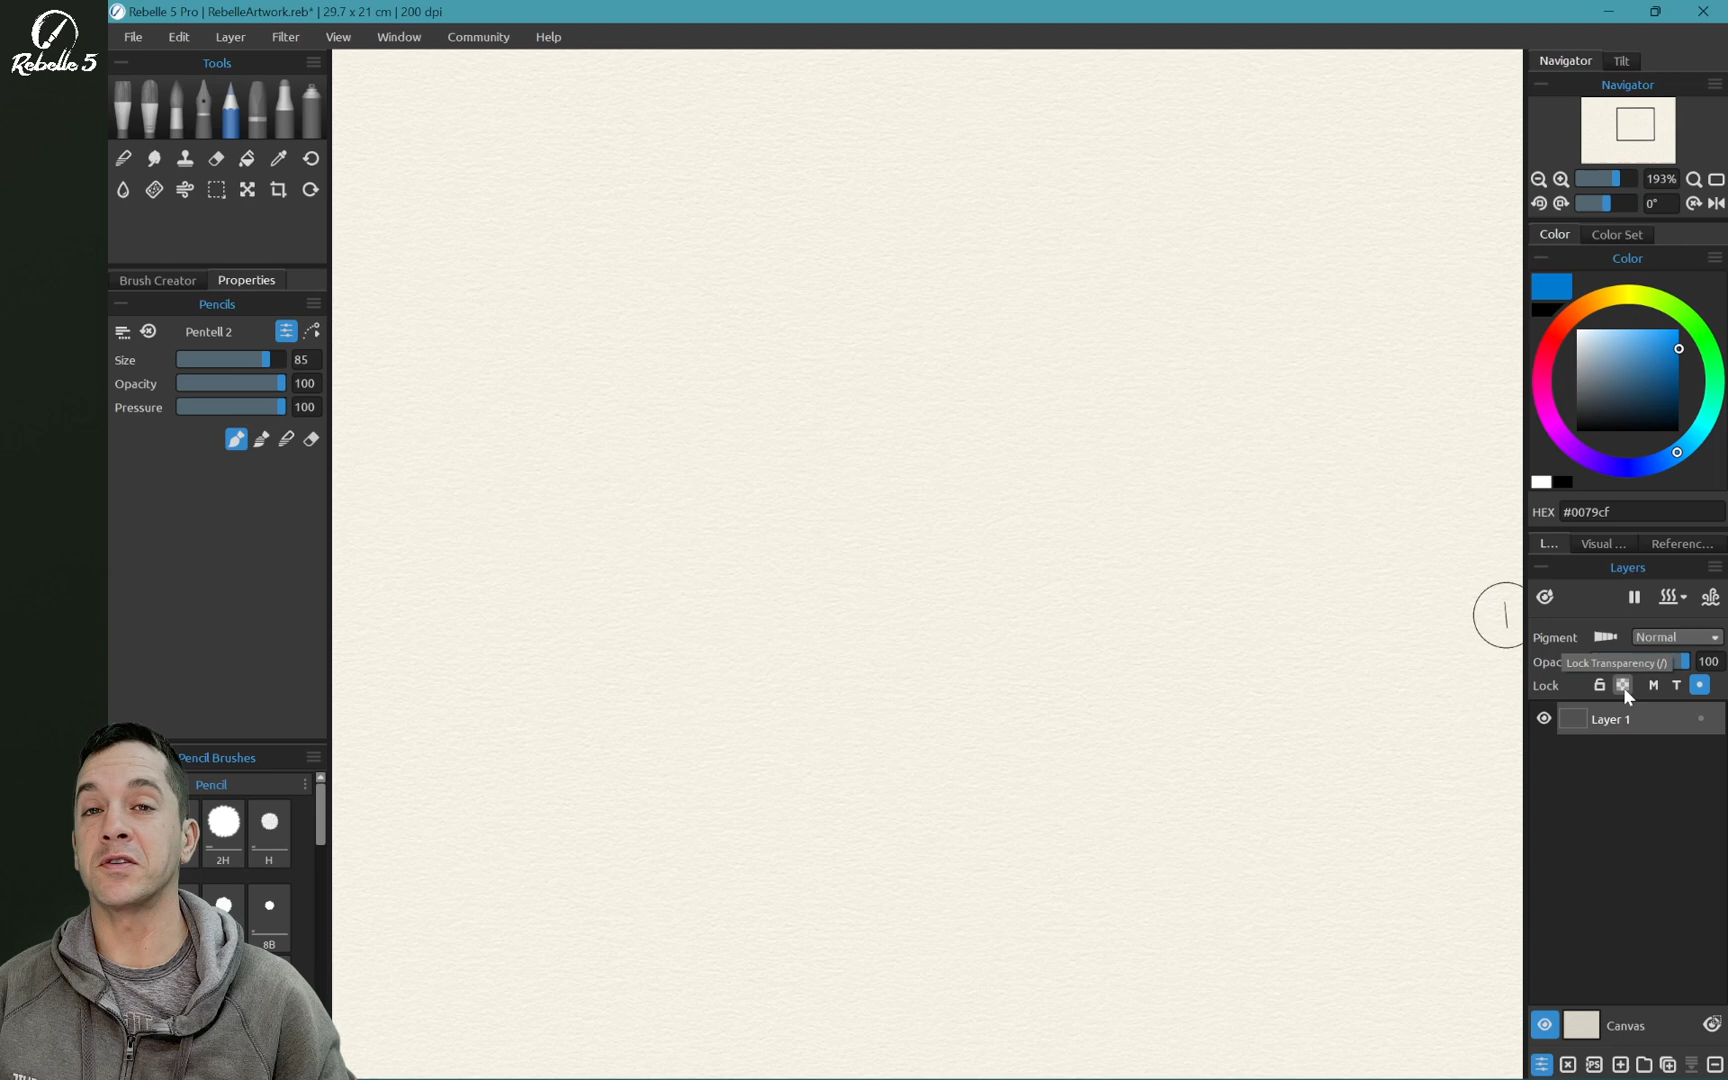 Rebelle 5
Rebelle 5 Pro | RebelleArtwork.reb* | 29.7 x 21 cm | 200 dpi
File Edit Layer Filter View Window Community Help
Tools
Brush Creator Properties
Pencils
Pentell 2
Size 85
Opacity 100
Pressure 100
Pencil Brushes
Pencil
2H H
8B
Navigator Tilt
Navigator
193%
0°
Color Color Set
Color
HEX #0079cf
L... Visual ... Referenc...
Layers
Pigment Normal
Opac 100
Lock Transparency (/)
Lock M T
Layer 1
Canvas
PS